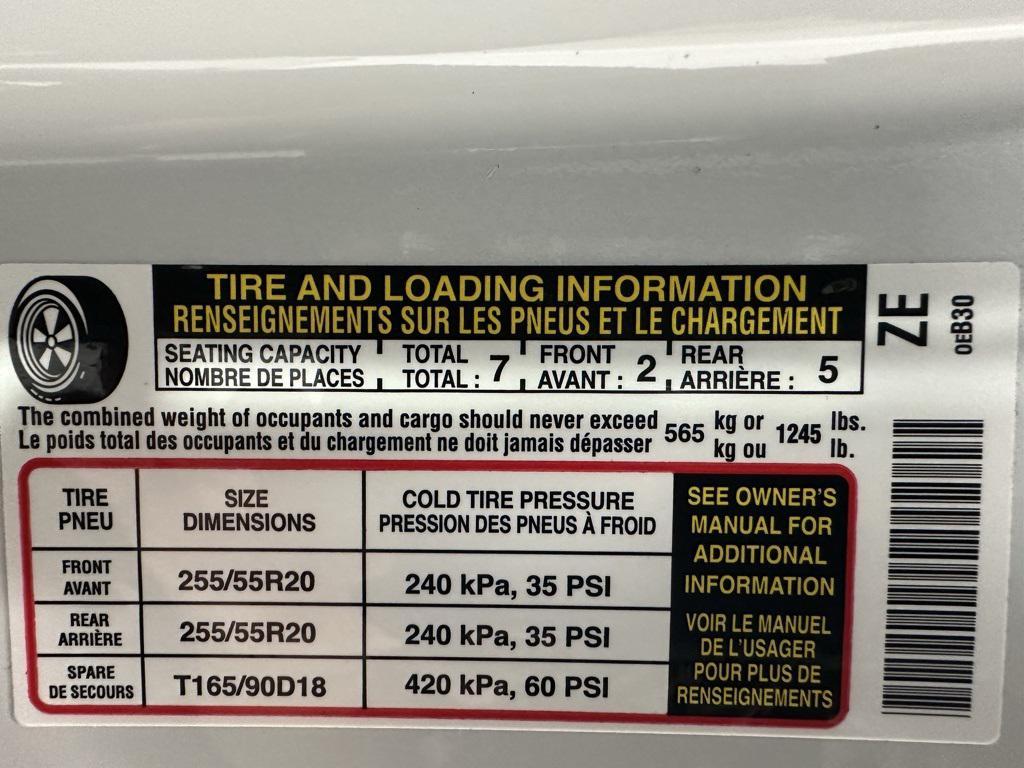 TIRE AND LOADING INFORMATION
RENSEIGNEMENTS SUR LES PNEUS ET LE CHARGEMENT
SEATING CAPACITY TOTAL 7 FRONT 2 REAR 5
NOMBRE DE PLACES TOTAL : AVANT : ARRIÈRE :
The combined weight of occupants and cargo should never exceed 565 kg or 1245 lbs.
Le poids total des occupants et du chargement ne doit jamais dépasser kg ou lb.
TIRE SIZE COLD TIRE PRESSURE
PNEU DIMENSIONS PRESSION DES PNEUS À FROID
FRONT
AVANT 255/55R20 240 kPa, 35 PSI
REAR
ARRIÈRE 255/55R20 240 kPa, 35 PSI
SPARE
DE SECOURS T165/90D18 420 kPa, 60 PSI
SEE OWNER'S
MANUAL FOR
ADDITIONAL
INFORMATION
VOIR LE MANUEL
DE L'USAGER
POUR PLUS DE
RENSEIGNEMENTS
ZE
0EB30